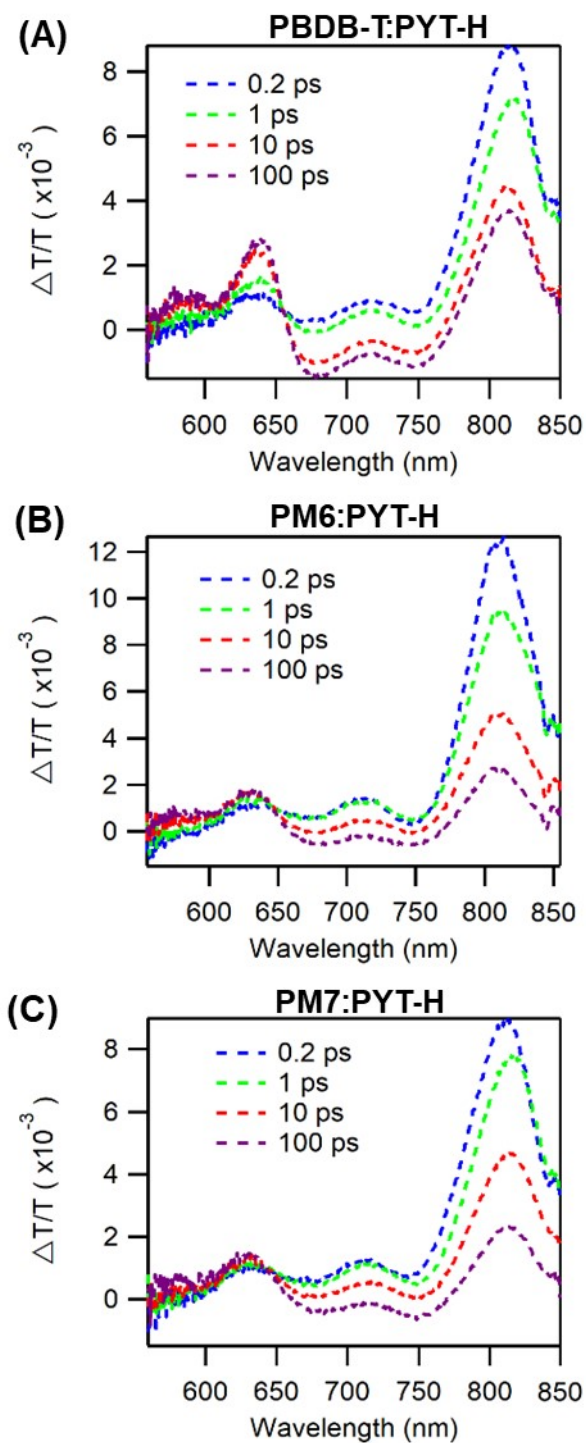 (A) PBDB-T:PYT-H
8
6
4
2
0
△T/T ( x10⁻³)
0.2 ps
1 ps
10 ps
100 ps
600 650 700 750 800 850
Wavelength (nm)
(B) PM6:PYT-H
12
10
8
6
4
2
0
△T/T ( x10⁻³)
0.2 ps
1 ps
10 ps
100 ps
600 650 700 750 800 850
Wavelength (nm)
(C) PM7:PYT-H
8
6
4
2
0
△T/T ( x10⁻³)
0.2 ps
1 ps
10 ps
100 ps
600 650 700 750 800 850
Wavelength (nm)